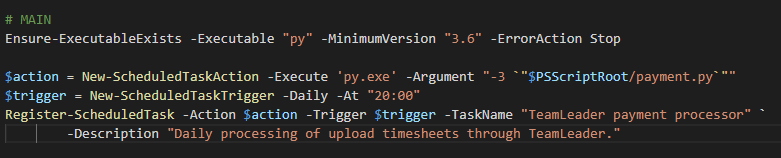 # MAIN
Ensure-ExecutableExists -Executable "py" -MinimumVersion "3.6" -ErrorAction Stop
$action = New-ScheduledTaskAction -Execute 'py.exe' -Argument "-3 `"$PSScriptRoot/payment.py`""
$trigger = New-ScheduledTaskTrigger -Daily -At "20:00"
Register-ScheduledTask -Action $action -Trigger $trigger -TaskName "TeamLeader payment processor" `
-Description "Daily processing of upload timesheets through TeamLeader."